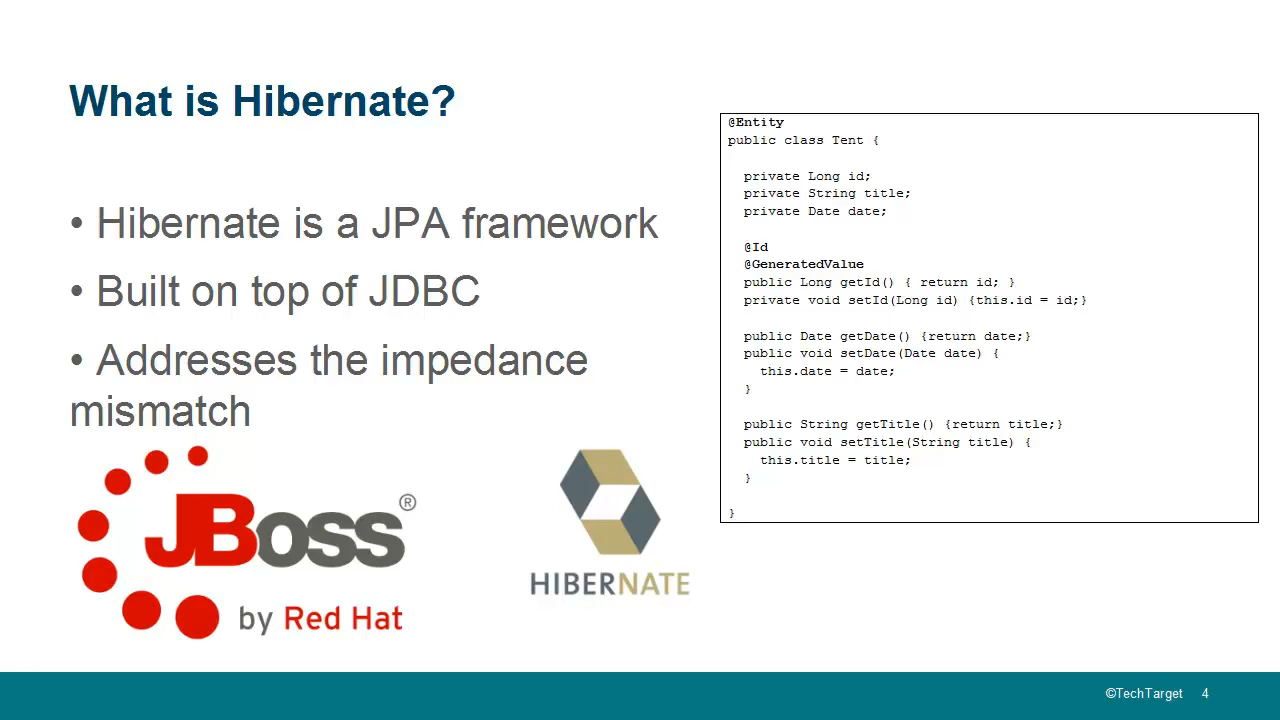 What is Hibernate?
• Hibernate is a JPA framework
• Built on top of JDBC
• Addresses the impedance
mismatch
JBoss®
by Red Hat
HIBERNATE
@Entity
public class Tent {
private Long id;
private String title;
private Date date;
@Id
@GeneratedValue
public Long getId() { return id; }
private void setId(Long id) {this.id = id;}
public Date getDate() {return date;}
public void setDate(Date date) {
this.date = date;
}
public String getTitle() {return title;}
public void setTitle(String title) {
this.title = title;
}
}
©TechTarget 4